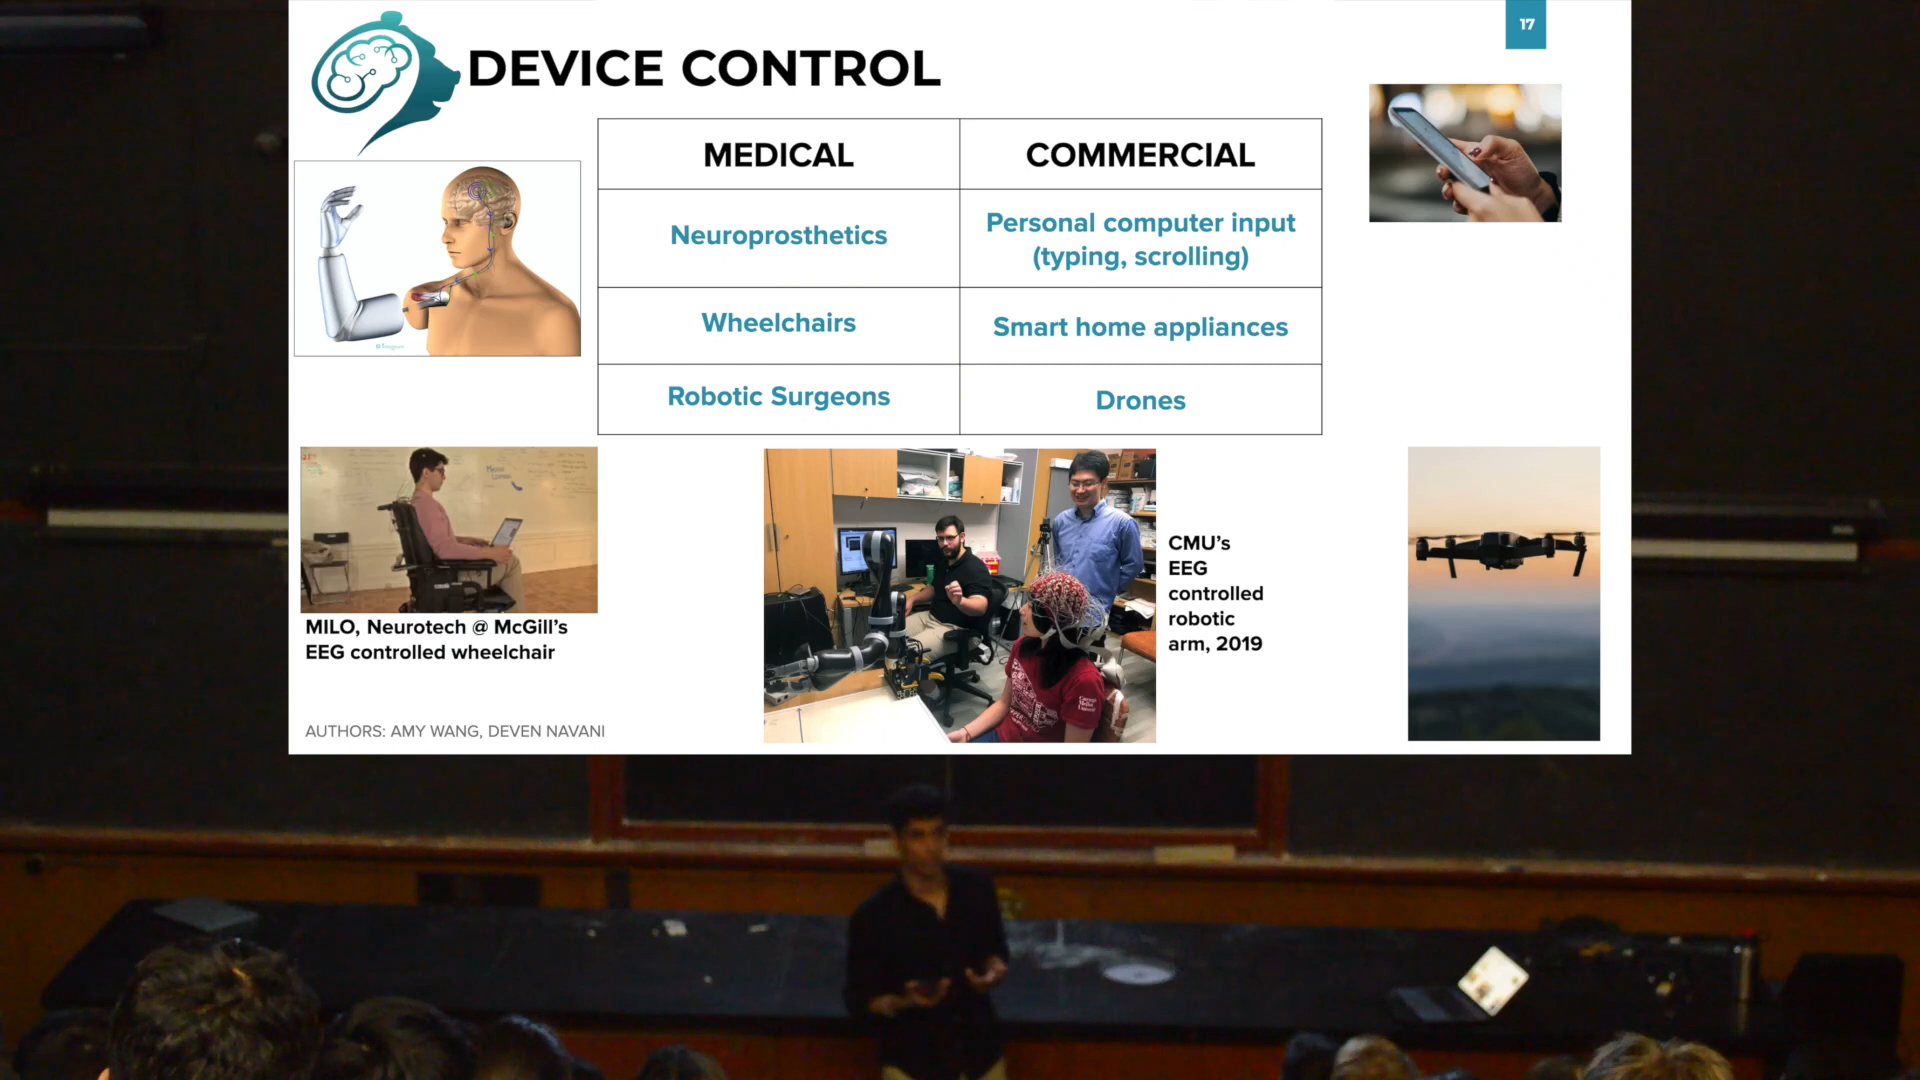 17
DEVICE CONTROL
MEDICAL
COMMERCIAL
Neuroprosthetics
Personal computer input
(typing, scrolling)
Wheelchairs
Smart home appliances
Robotic Surgeons
Drones
MILO, Neurotech @ McGill's
EEG controlled wheelchair
CMU's
EEG
controlled
robotic
arm, 2019
AUTHORS: AMY WANG, DEVEN NAVANI